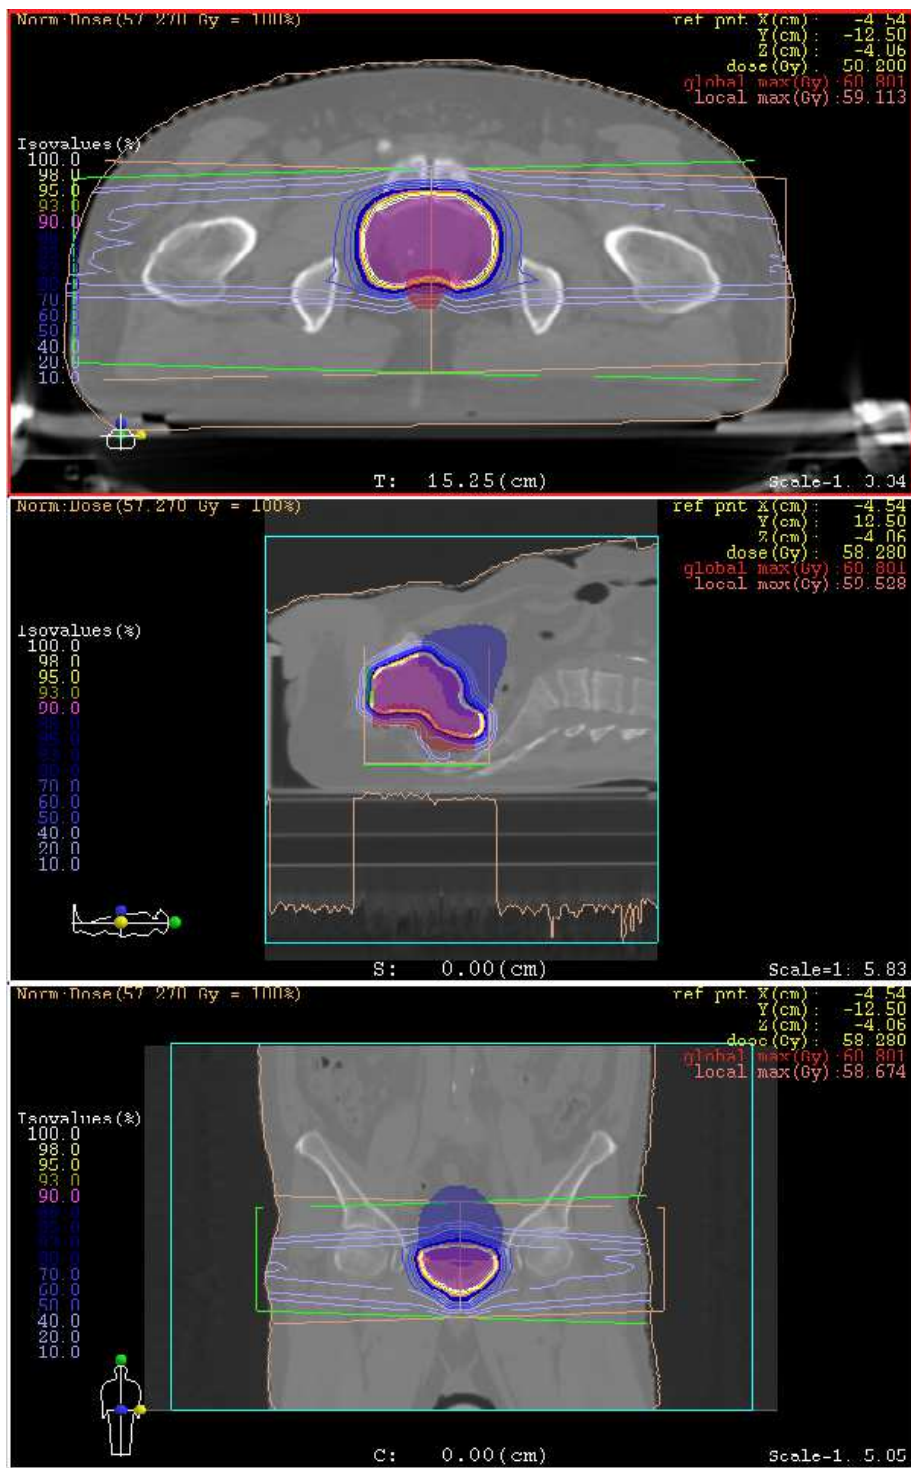 Norm:Dose(57.270 Gy = 100%)
ref pnt X(cm): -4.54
Y(cm): -12.50
Z(cm): -4.06
dose(Gy): 50.200
global max(Gy):60.801
local max(Gy):59.113
Isovalues(%)
100.0
98.0
95.0
93.0
90.0
70.0
60.0
50.0
40.0
20.0
10.0
T: 15.25(cm)
Norm:Dose(57.270 Gy = 100%)
ref pnt X(cm): -4.54
Y(cm): 12.50
Z(cm): -4.06
dose(Gy): 58.280
global max(Gy):60.801
local max(Gy):59.528
Isovalues(%)
100.0
98.0
95.0
93.0
90.0
70.0
60.0
40.0
20.0
10.0
S: 0.00(cm)
Scale=1: 5.83
Norm:Dose(57.270 Gy = 100%)
ref pnt X(cm): -4.54
Y(cm): -12.50
Z(cm): -4.06
dose(Gy): 58.280
global max(Gy):60.801
local max(Gy):58.674
Isovalues(%)
100.0
98.0
95.0
93.0
90.0
70.0
60.0
50.0
40.0
20.0
10.0
C: 0.00(cm)
Scale-1: 5.05